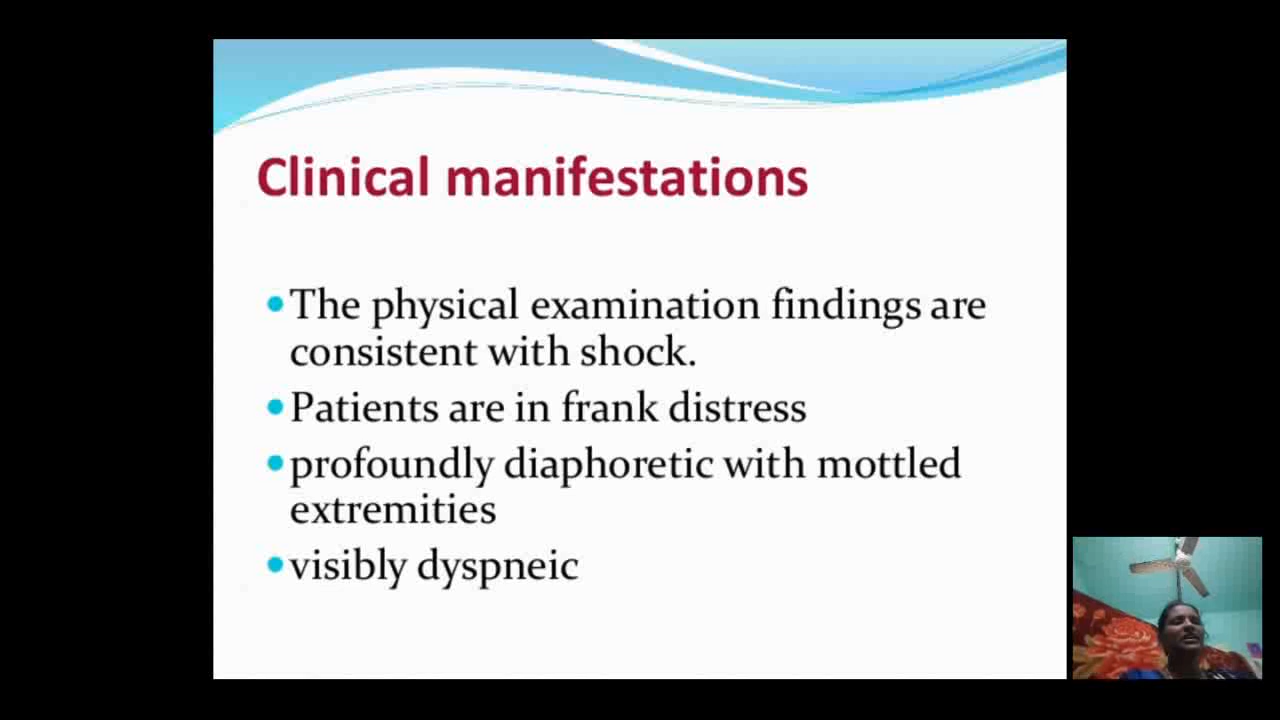 Clinical manifestations
•The physical examination findings are
consistent with shock.
•Patients are in frank distress
•profoundly diaphoretic with mottled
extremities
•visibly dyspneic